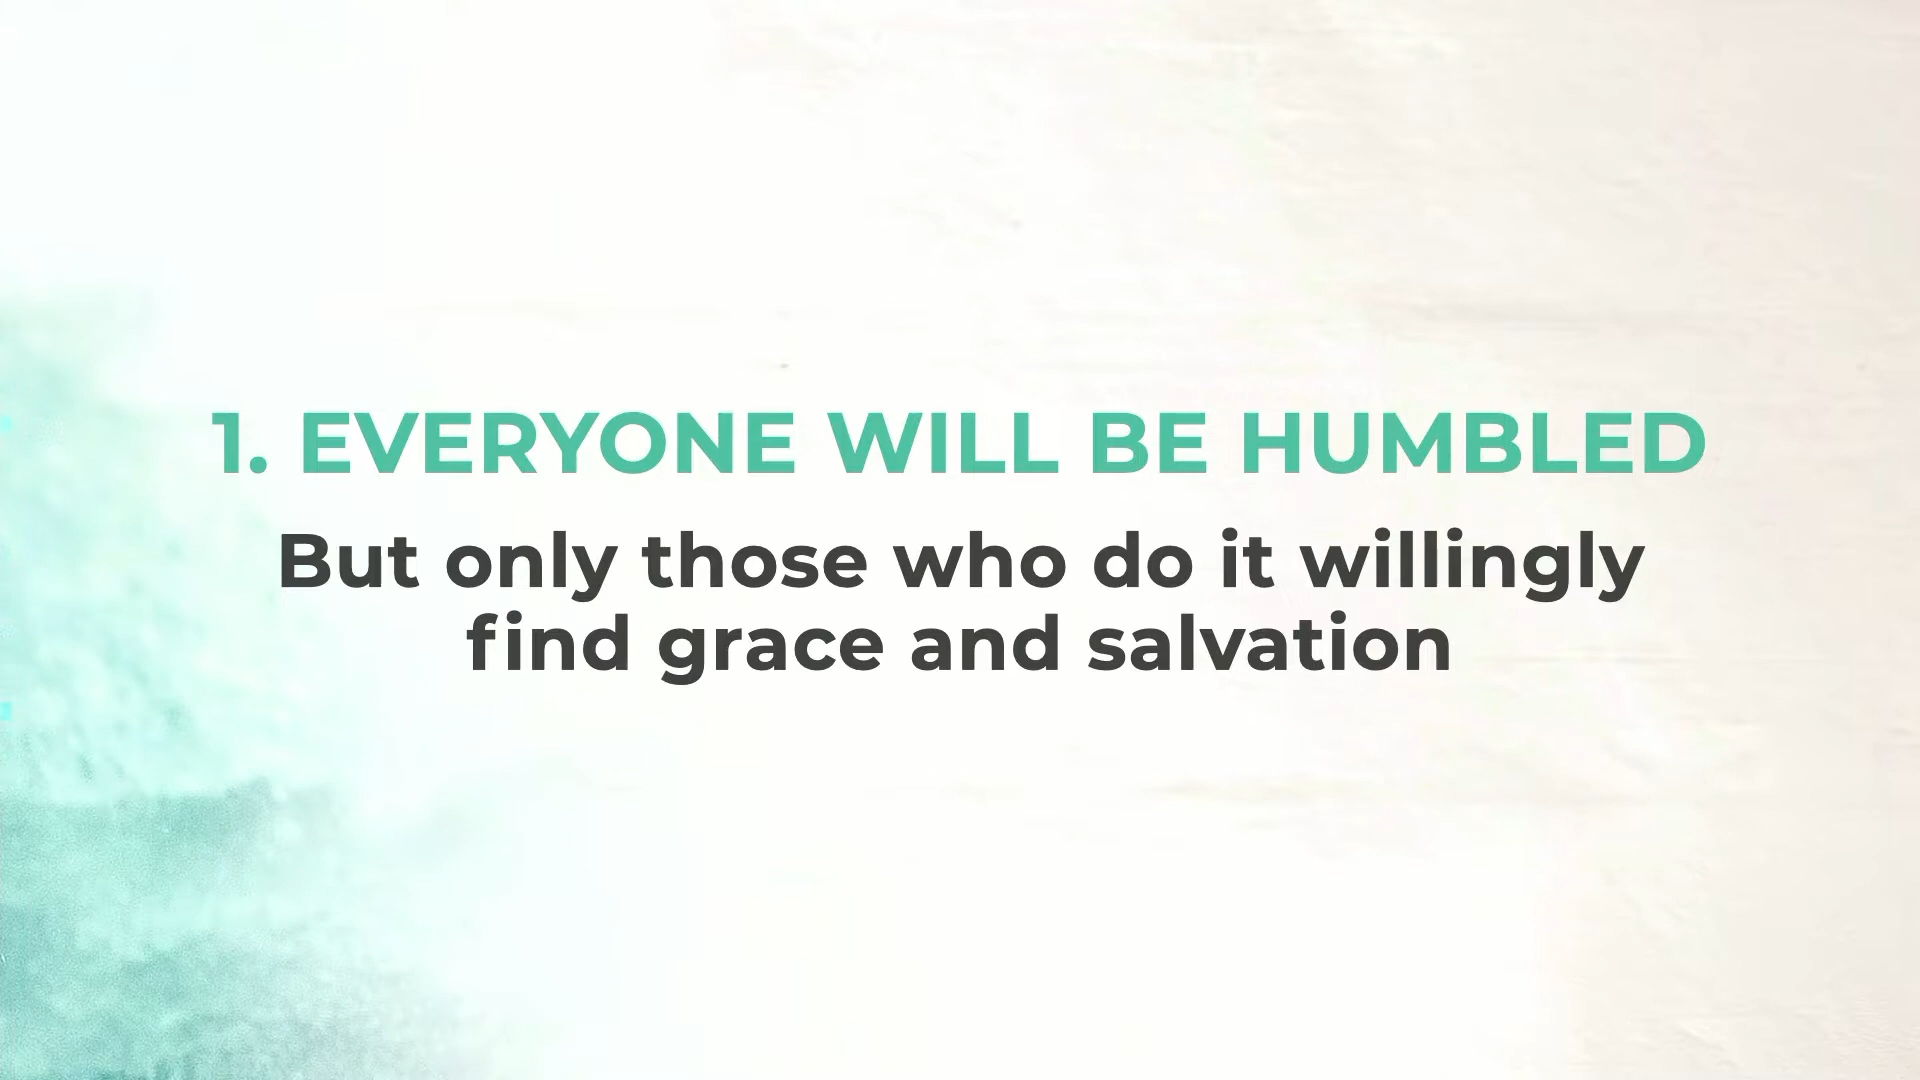 1. EVERYONE WILL BE HUMBLED
But only those who do it willingly
find grace and salvation